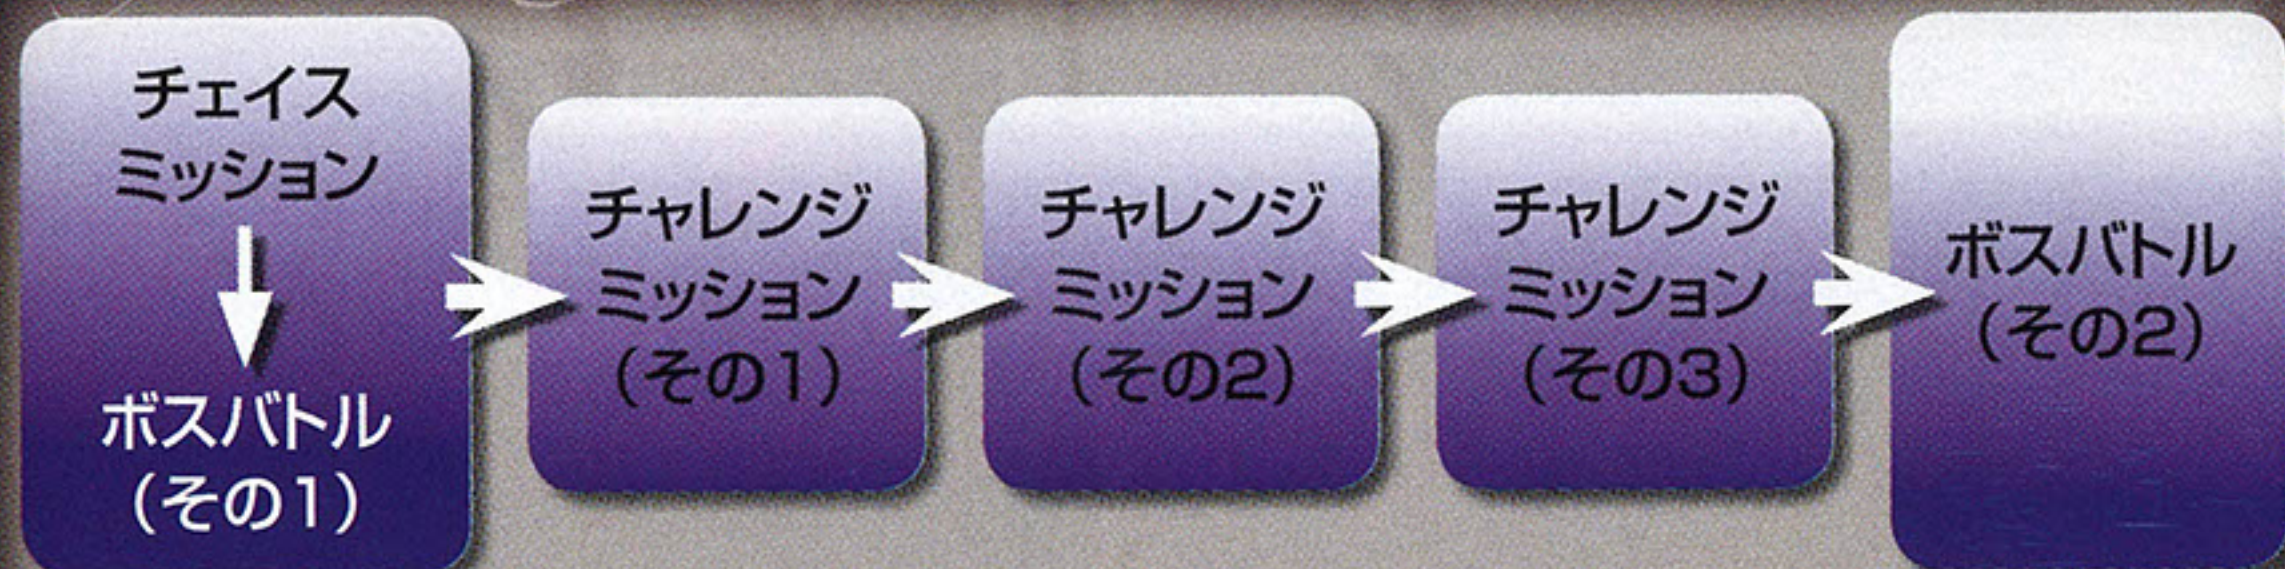 チェイス
ミッション
ボスバトル
(その1)
チャレンジ
ミッション
(その1)
チャレンジ
ミッション
(その2)
チャレンジ
ミッション
(その3)
ボスバトル
(その2)